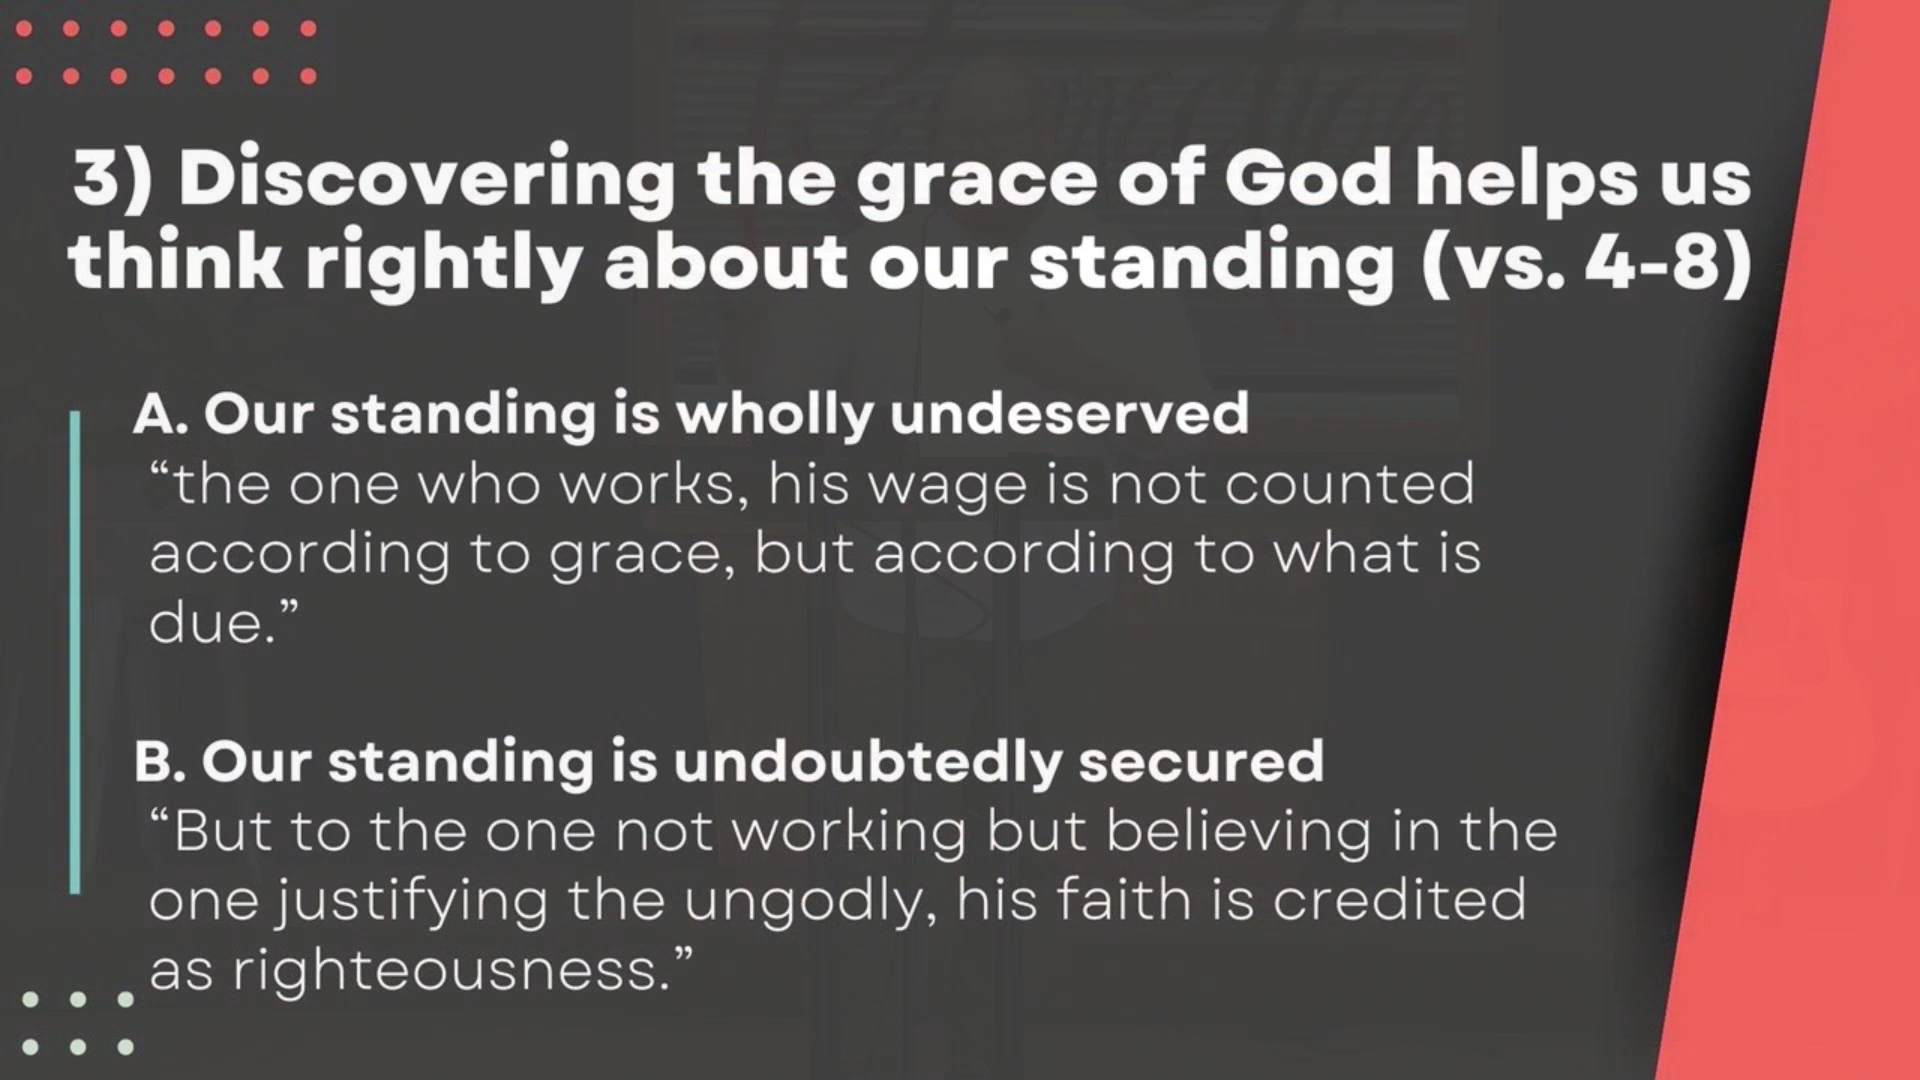 3) Discovering the grace of God helps us
think rightly about our standing (vs. 4-8)
A. Our standing is wholly undeserved
“the one who works, his wage is not counted
according to grace, but according to what is
due.”
B. Our standing is undoubtedly secured
“But to the one not working but believing in the
one justifying the ungodly, his faith is credited
as righteousness.”